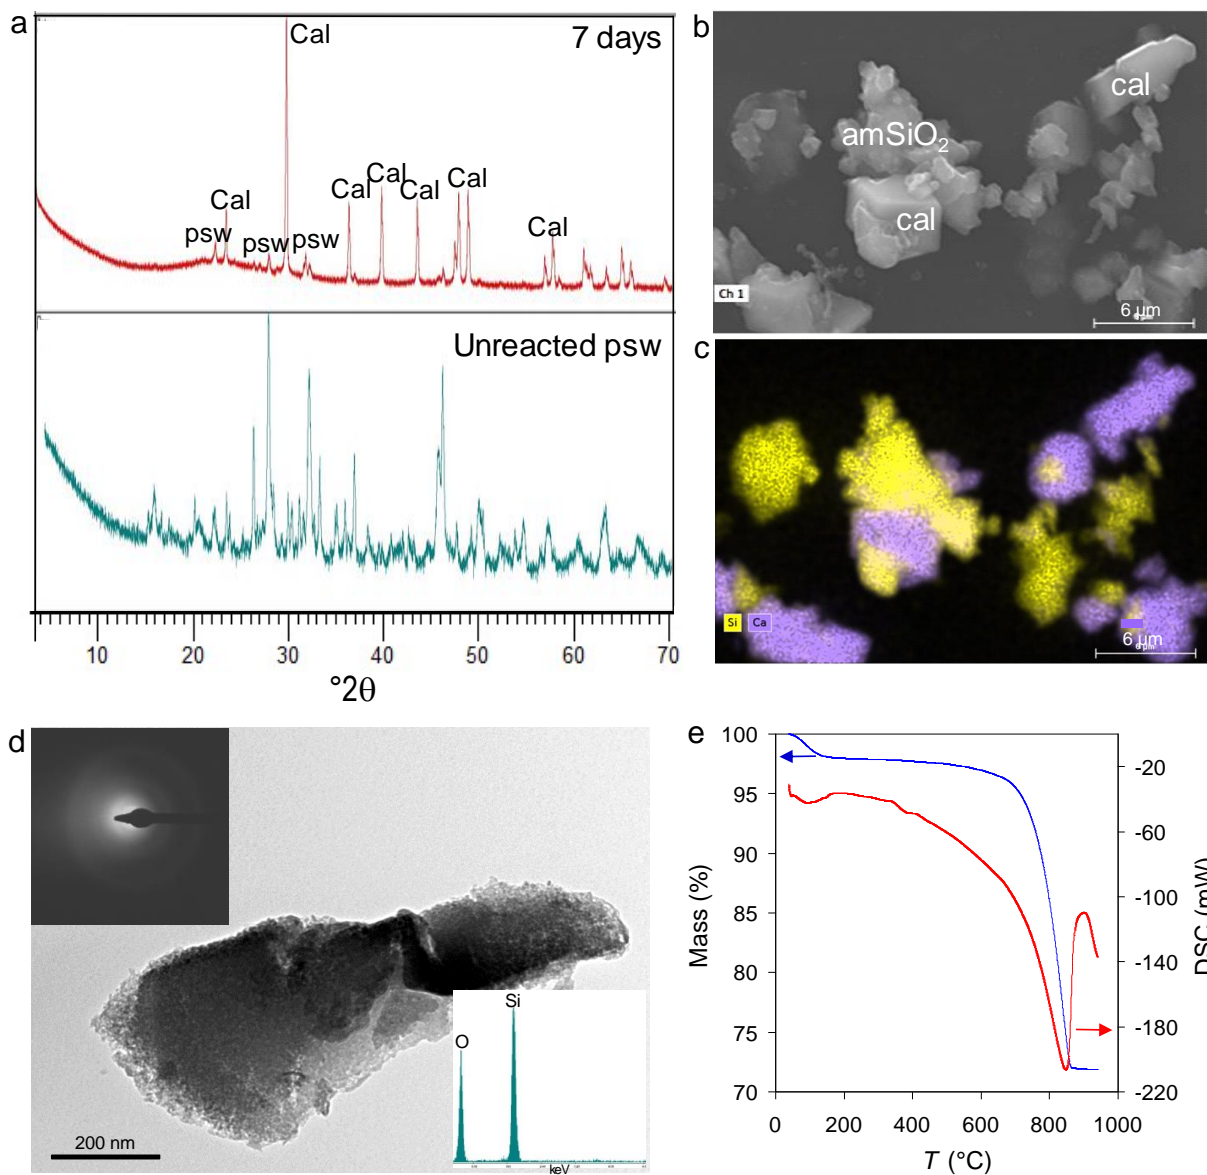 a
7 days
Cal
Cal
psw
psw
psw
Cal
Cal
Cal
Cal
Cal
Unreacted psw
10 20 30 40 50 60 70
°2θ
b
cal
amSiO₂
cal
Ch 1
6 µm
c
Si Ca
6 µm
d
Si
O
keV
200 nm
e
100
95
90
85
80
75
70
Mass (%)
-20
-60
-100
-140
-180
-220
DSC (mW)
0 200 400 600 800 1000
T (°C)